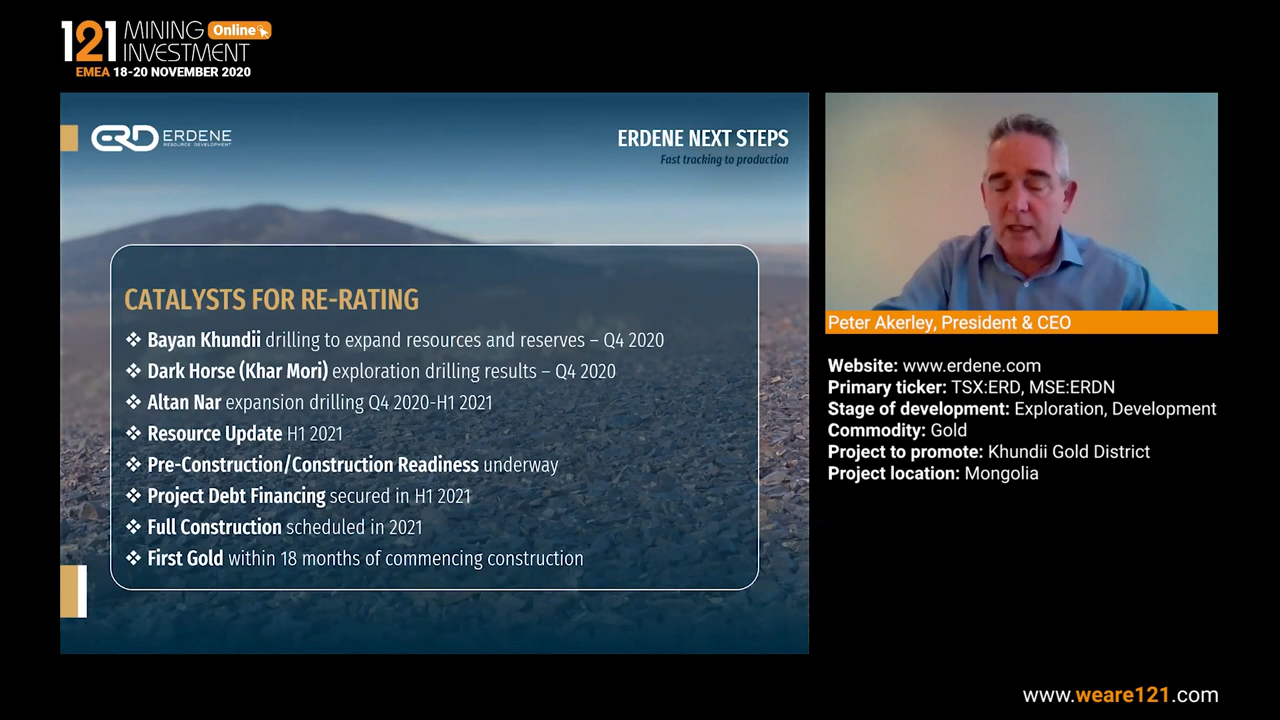 121 MINING Online
INVESTMENT
EMEA 18-20 NOVEMBER 2020
ERD ERDENE
RESOURCE DEVELOPMENT
ERDENE NEXT STEPS
Fast tracking to production
CATALYSTS FOR RE-RATING
❖ Bayan Khundii drilling to expand resources and reserves – Q4 2020
❖ Dark Horse (Khar Mori) exploration drilling results – Q4 2020
❖ Altan Nar expansion drilling Q4 2020-H1 2021
❖ Resource Update H1 2021
❖ Pre-Construction/Construction Readiness underway
❖ Project Debt Financing secured in H1 2021
❖ Full Construction scheduled in 2021
❖ First Gold within 18 months of commencing construction
Peter Akerley, President & CEO
Website: www.erdene.com
Primary ticker: TSX:ERD, MSE:ERDN
Stage of development: Exploration, Development
Commodity: Gold
Project to promote: Khundii Gold District
Project location: Mongolia
www.weare121.com